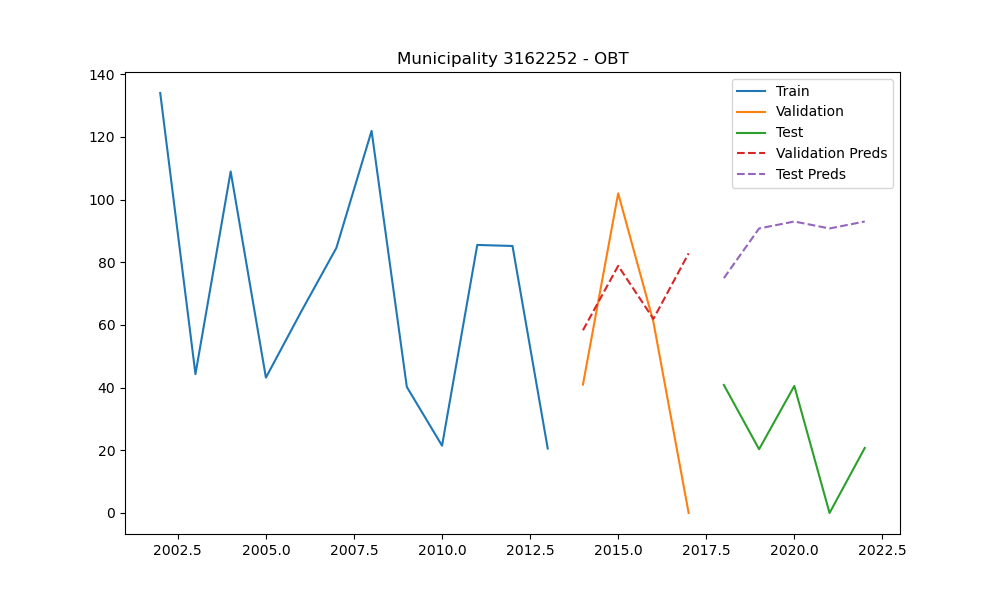 Municipality 3162252 - OBT
140
120
100
80
60
40
20
0
2002.5 2005.0 2007.5 2010.0 2012.5 2015.0 2017.5 2020.0 2022.5
Train
Validation
Test
Validation Preds
Test Preds